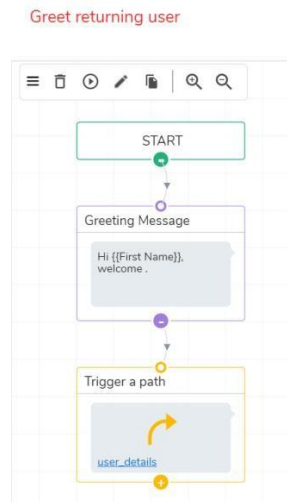 Greet returning user
START
Greeting Message
Hi {{First Name}},
welcome .
Trigger a path
user_details